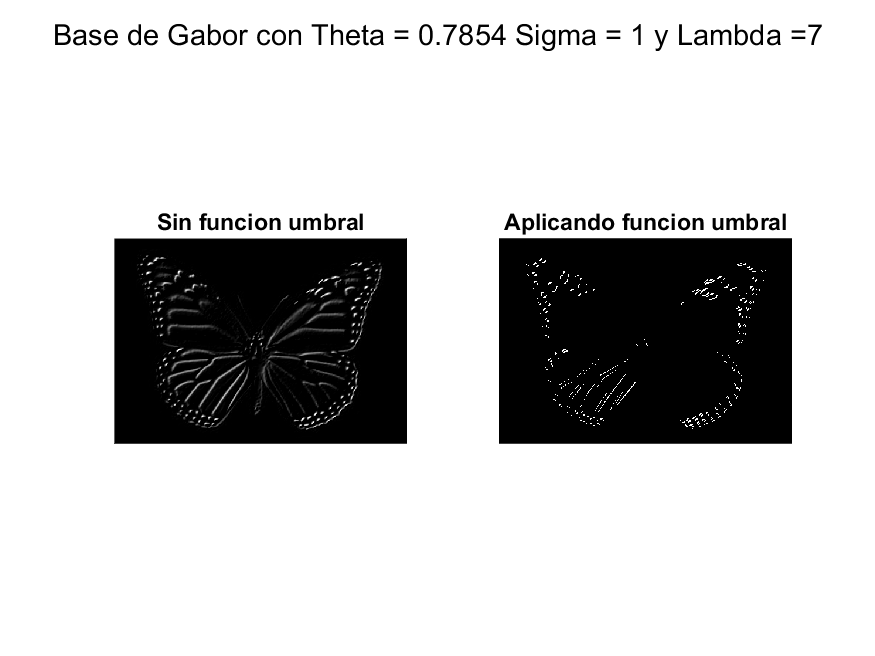 Base de Gabor con Theta = 0.7854 Sigma = 1 y Lambda =7
Sin funcion umbral
Aplicando funcion umbral